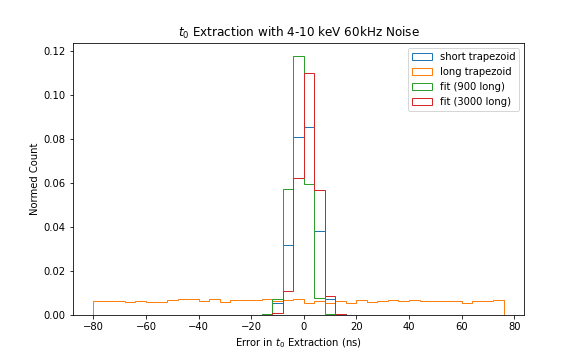 t₀ Extraction with 4-10 keV 60kHz Noise
short trapezoid
long trapezoid
fit (900 long)
fit (3000 long)
Normed Count
0.12
0.10
0.08
0.06
0.04
0.02
0.00
−80 −60 −40 −20 0 20 40 60 80
Error in t₀ Extraction (ns)